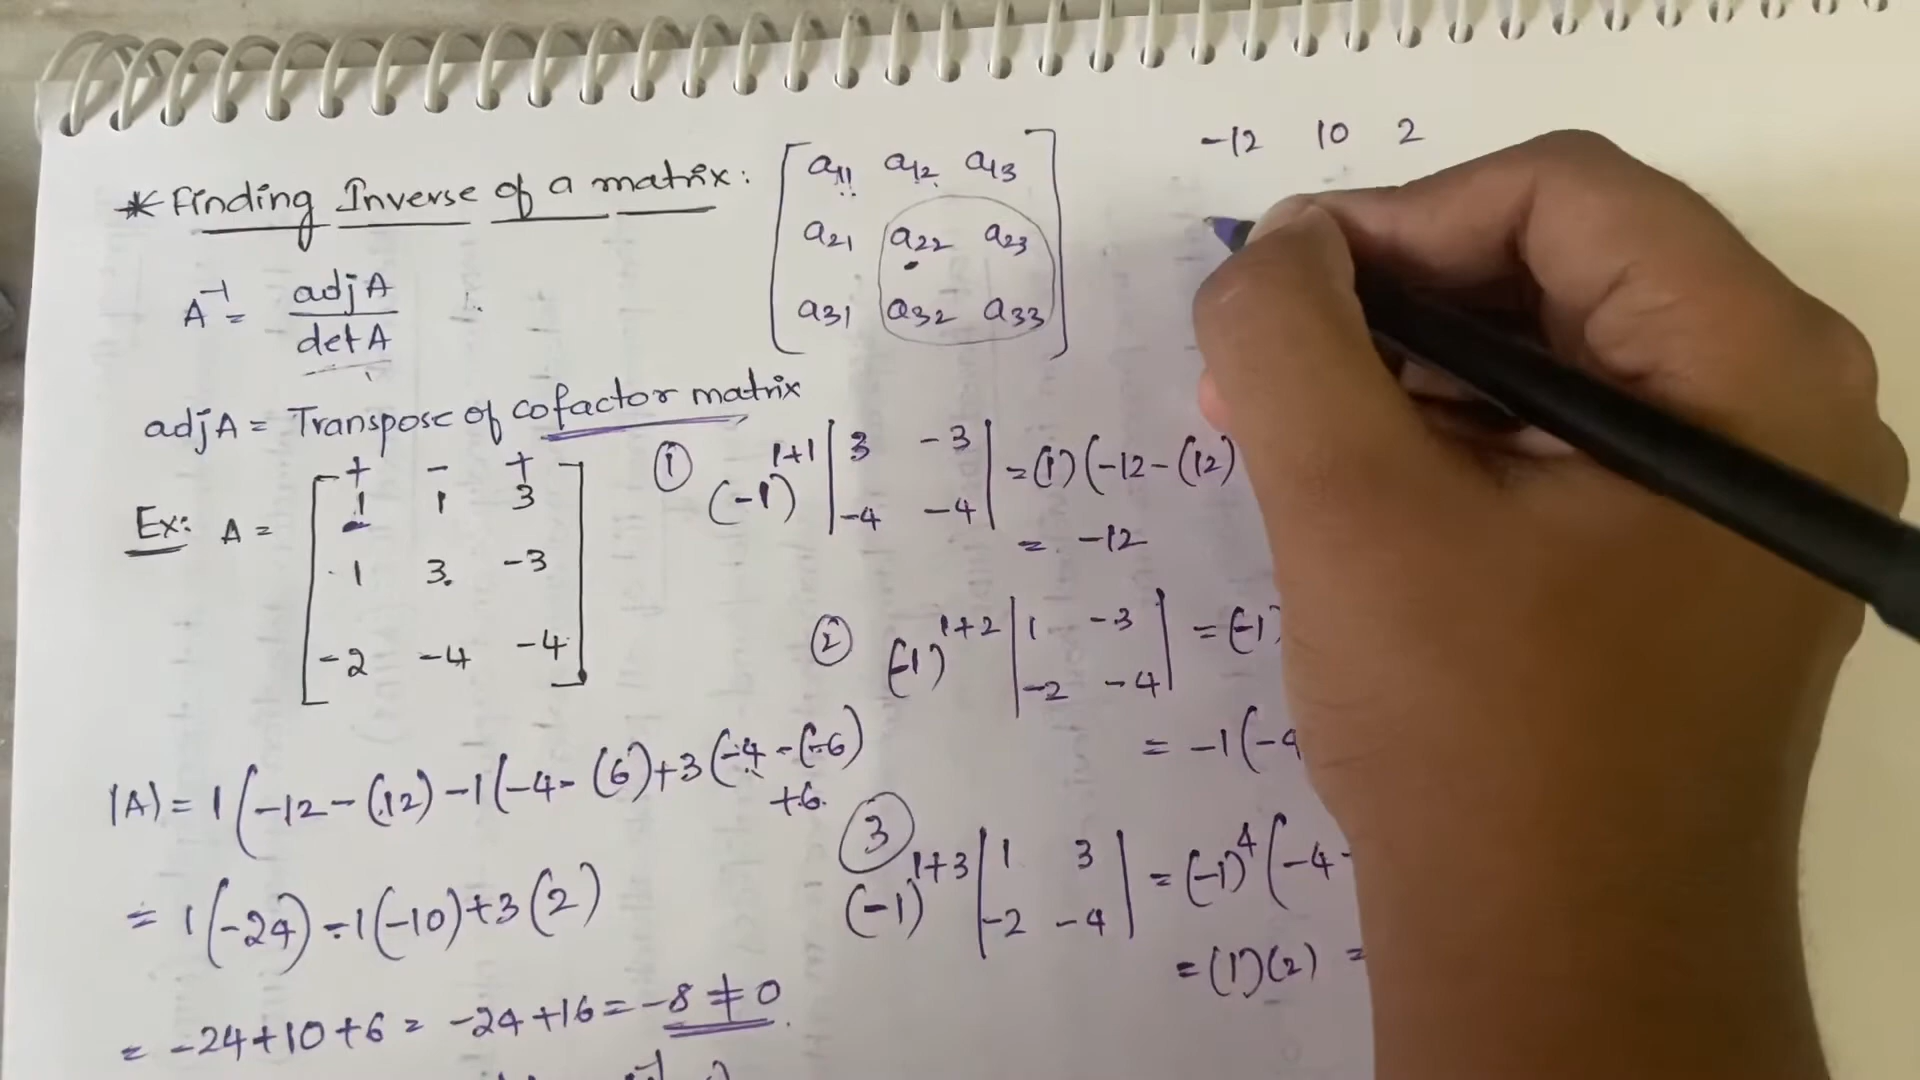 * Finding Inverse of a matrix:
a11 a12 a13
a21 a22 a23
a31 a32 a33
-12 10 2
A^-1 = adj A / det A
adj A = Transpose of cofactor matrix
+ - +
Ex: A = [ 1 1 3
1 3 -3
-2 -4 -4 ]
① (-1)^1+1 | 3 -3
-4 -4 | = (1) (-12 - (12)
= -12
② (-1)^1+2 | 1 -3
-2 -4 | = (-1)
= -1 (-4
|A| = 1 (-12 - (12) -1 (-4 - (6) + 3 (-4 - (-6)
+6
③ (-1)^1+3 | 1 3
-2 -4 | = (-1)^4 (-4 -
= (1) (2) =
= 1 (-24) - 1 (-10) + 3 (2)
= -24 + 10 + 6 = -24 + 16 = -8 ≠ 0